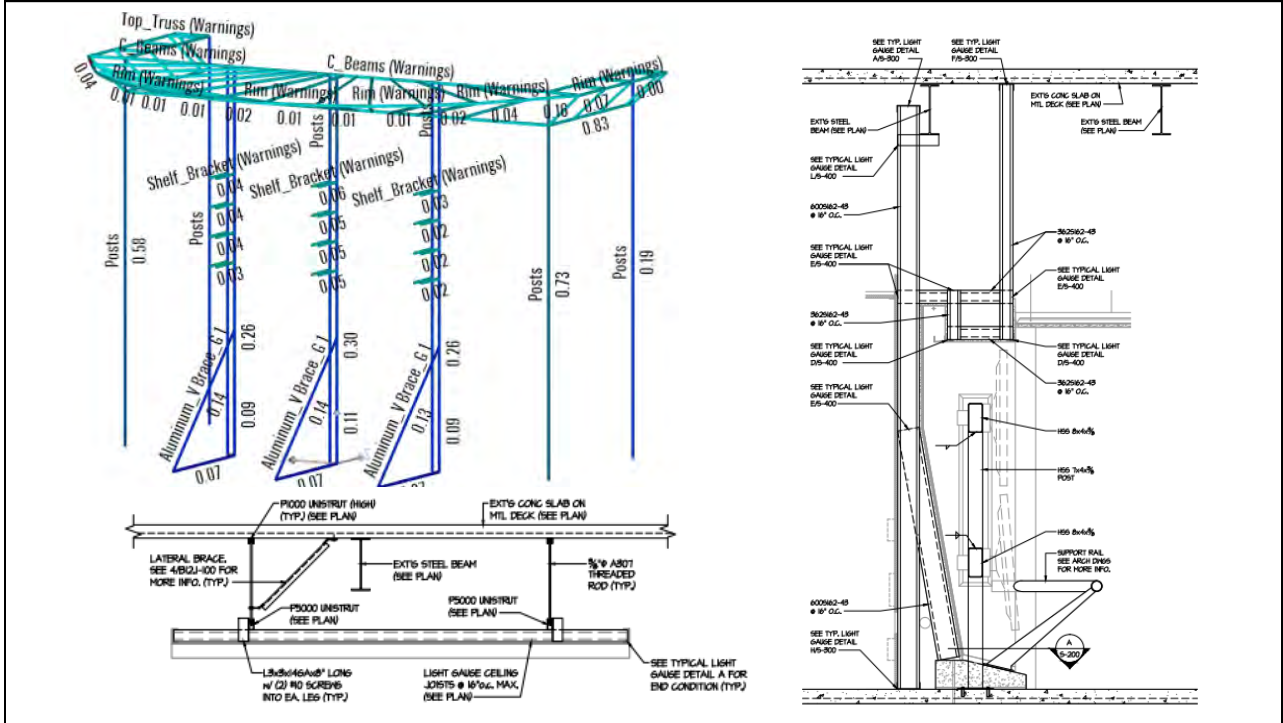 Top_Truss (Warnings)
C_Beams (Warnings)
C_Beams (Warnings)
Rim (Warnings)
Rim (Warnings)
Rim (Warnings)
Rim (Warnings)
Rim (Warnings)
0.04
0.01
0.01
0.01
0.02
0.01
0.01
0.01
0.02
0.04
0.18
0.07
0.00
0.83
Posts
Posts
Shelf_Bracket (Warnings)
Shelf_Bracket (Warnings)
Shelf_Bracket (Warnings)
0.04
0.04
0.04
0.03
0.06
0.05
0.05
0.05
0.03
0.02
0.02
0.02
Posts
0.58
Posts
Posts
0.73
Posts
0.19
Aluminum_V Brace_G1
0.14
0.26
0.09
0.07
Aluminum_V Brace_G1
0.14
0.30
0.11
0.07
Aluminum_V Brace_G1
0.13
0.26
0.09
P1000 UNISTRUT (HIGH)
(TYP.) (SEE PLAN)
EXT'G CONC SLAB ON
MTL DECK (SEE PLAN)
LATERAL BRACE,
SEE 4/B12J-100 FOR
MORE INFO. (TYP.)
EXT'G STEEL BEAM
(SEE PLAN)
A307
THREADED
ROD (TYP.)
P5000 UNISTRUT
(SEE PLAN)
P5000 UNISTRUT
(SEE PLAN)
L3x3x14GAx8" LONG
W/ (2) #10 SCREWS
INTO EA. LEG (TYP.)
LIGHT GAUGE CEILING
JOISTS @ 16"o.c. MAX.
(SEE PLAN)
SEE TYPICAL LIGHT
GAUGE DETAIL A FOR
END CONDITION (TYP.)
SEE TYP. LIGHT
GAUGE DETAIL
A/S-300
SEE TYP. LIGHT
GAUGE DETAIL
F/S-300
EXT'G CONC SLAB ON
MTL DECK (SEE PLAN)
EXT'G STEEL
BEAM (SEE PLAN)
EXT'G STEEL BEAM
(SEE PLAN)
SEE TYPICAL LIGHT
GAUGE DETAIL
L/S-400
600S162-43
@ 16" O.C.
362S162-43
@ 16" O.C.
SEE TYPICAL LIGHT
GAUGE DETAIL
E/S-400
SEE TYPICAL LIGHT
GAUGE DETAIL
E/S-400
362S162-43
@ 16" O.C.
SEE TYPICAL LIGHT
GAUGE DETAIL
D/S-400
SEE TYPICAL LIGHT
GAUGE DETAIL
D/S-400
362S162-43
@ 16" O.C.
SEE TYPICAL LIGHT
GAUGE DETAIL
E/S-400
HSS 8x4x⅜
HSS 7x4x⅜
POST
HSS 8x4x⅜
SUPPORT RAIL
SEE ARCH DWGS
FOR MORE INFO.
600S162-43
@ 16" O.C.
SEE TYP. LIGHT
GAUGE DETAIL
H/S-300
A
S-200